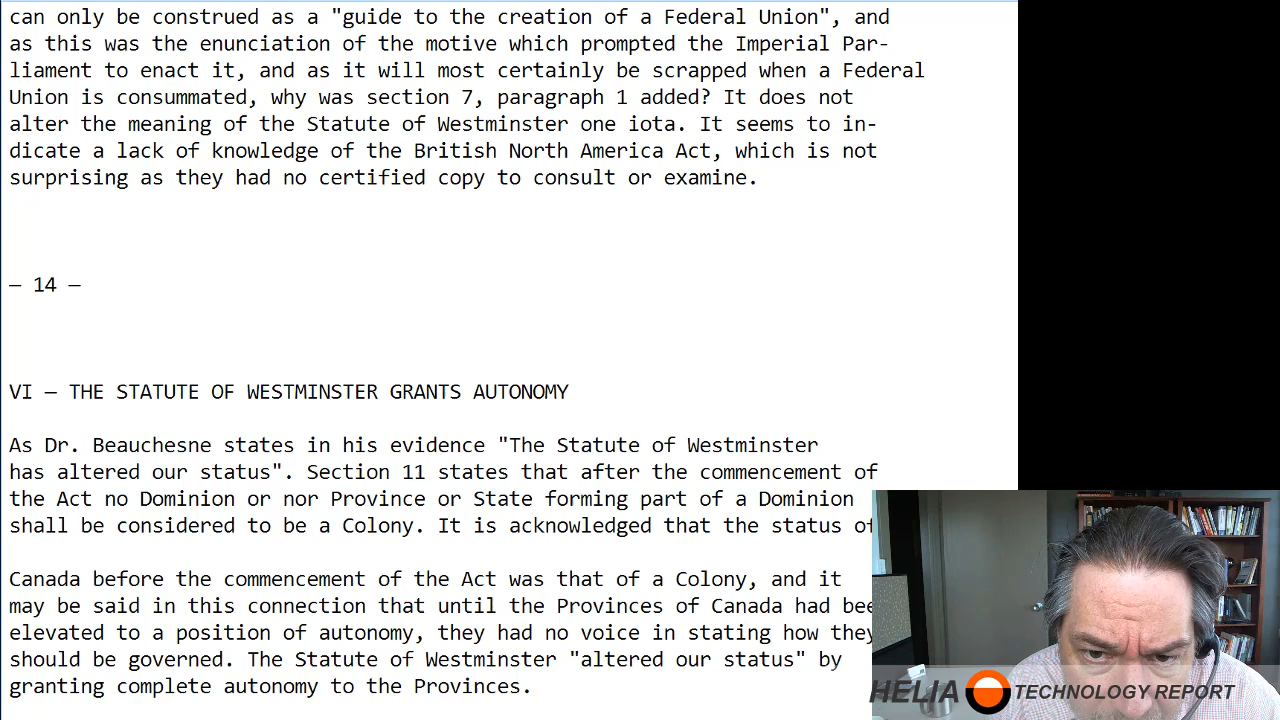 can only be construed as a "guide to the creation of a Federal Union", and
as this was the enunciation of the motive which prompted the Imperial Par-
liament to enact it, and as it will most certainly be scrapped when a Federal
Union is consummated, why was section 7, paragraph 1 added? It does not
alter the meaning of the Statute of Westminster one iota. It seems to in-
dicate a lack of knowledge of the British North America Act, which is not
surprising as they had no certified copy to consult or examine.
— 14 —
VI — THE STATUTE OF WESTMINSTER GRANTS AUTONOMY
As Dr. Beauchesne states in his evidence "The Statute of Westminster
has altered our status". Section 11 states that after the commencement of
the Act no Dominion or nor Province or State forming part of a Dominion
shall be considered to be a Colony. It is acknowledged that the status of
Canada before the commencement of the Act was that of a Colony, and it
may be said in this connection that until the Provinces of Canada had bee
elevated to a position of autonomy, they had no voice in stating how they
should be governed. The Statute of Westminster "altered our status" by
granting complete autonomy to the Provinces.
HELIA TECHNOLOGY REPORT